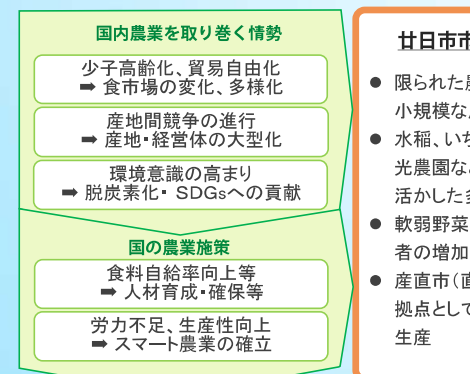 国内農業を取り巻く情勢
少子高齢化、貿易自由化
➡ 食市場の変化、多様化
産地間競争の進行
➡ 産地・経営体の大型化
環境意識の高まり
➡ 脱炭素化・ SDGsへの貢献
国の農業施策
食料自給率向上等
➡ 人材育成・確保等
労力不足、生産性向上
➡ スマート農業の確立
廿日市市
● 限られた
小規模な
● 水稲、いち
光農園な
活かした
● 軟弱野菜
者の増加
● 産直市(直
拠点として
生産